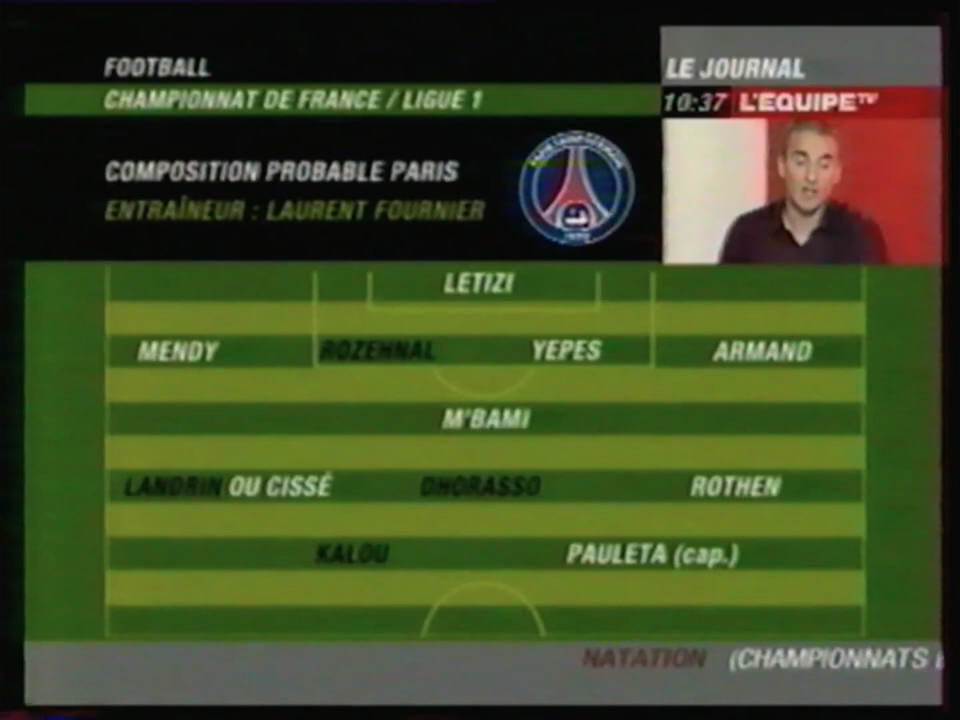 FOOTBALL
LE JOURNAL
CHAMPIONNAT DE FRANCE / LIGUE 1
10:37 L'EQUIPE TV
COMPOSITION PROBABLE PARIS
ENTRAÎNEUR : LAURENT FOURNIER
LETIZI
MENDY ROZEHNAL YEPES ARMAND
M'BAMI
LANDRIN OU CISSÉ DHORASSO ROTHEN
KALOU PAULETA (cap.)
NATATION (CHAMPIONNATS